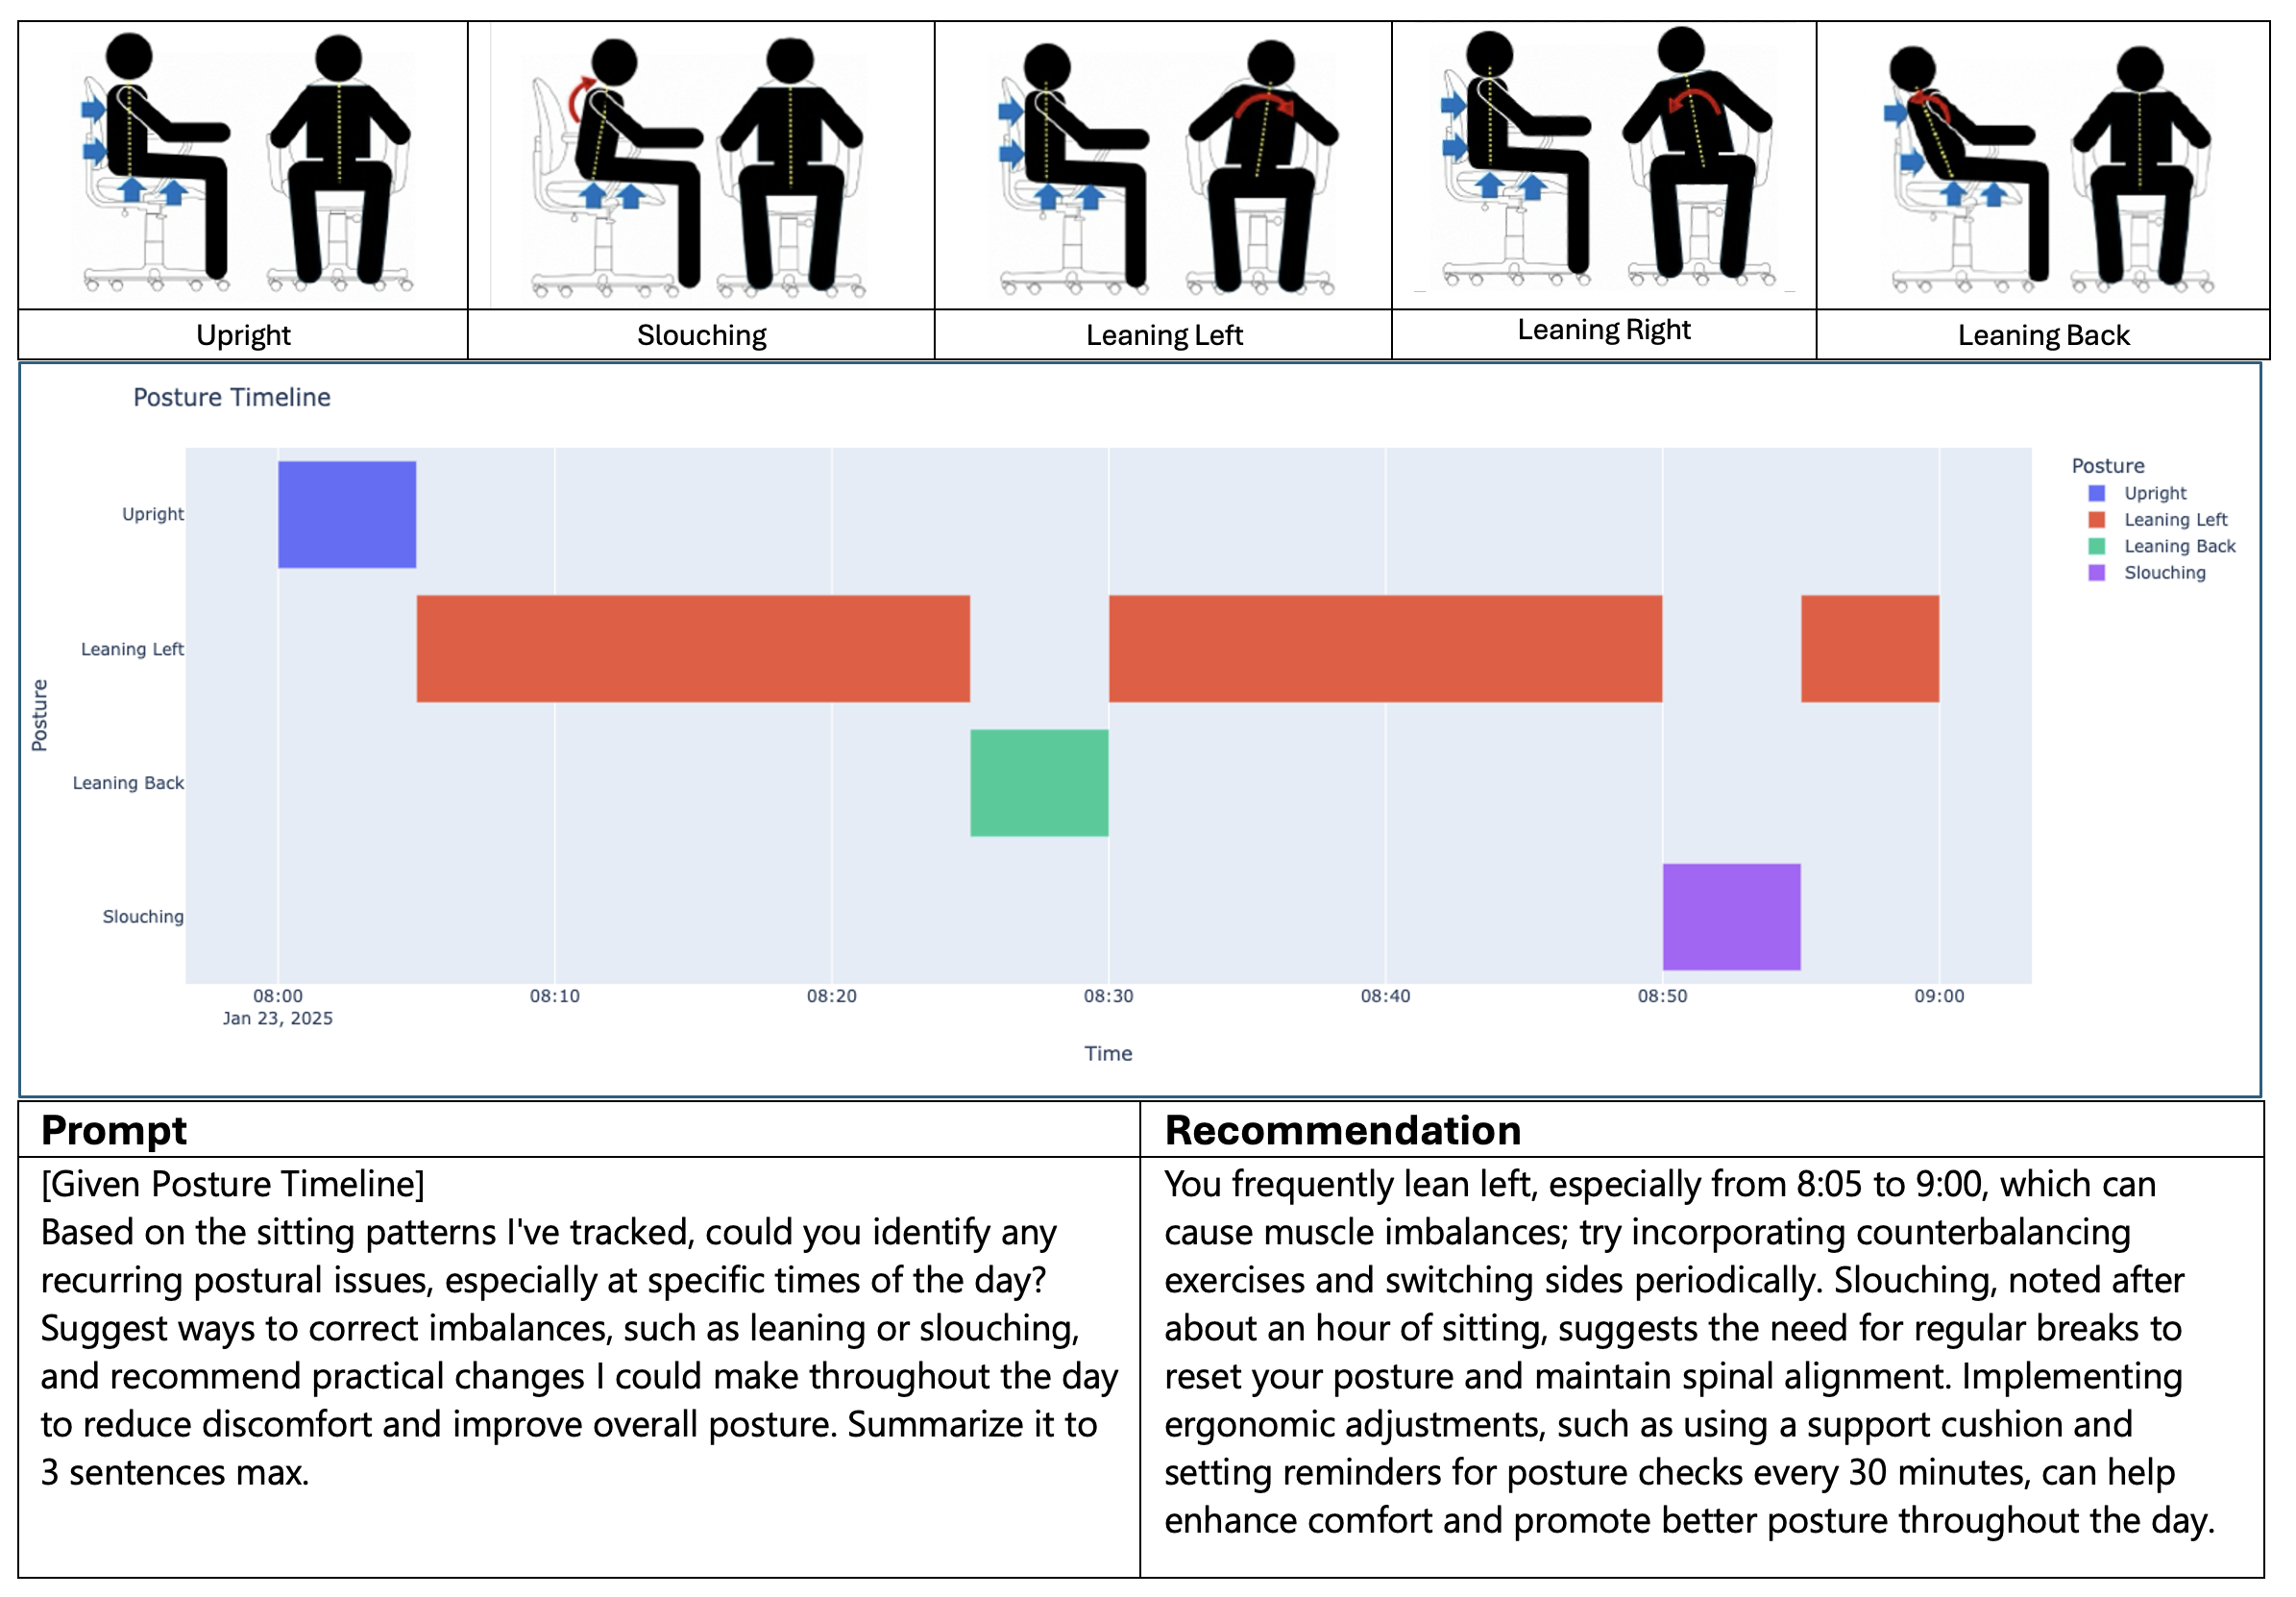 Upright
Slouching
Leaning Left
Leaning Right
Leaning Back
Posture Timeline
Posture
Upright
Leaning Left
Leaning Back
Slouching
Posture
Upright
Leaning Left
Leaning Back
Slouching
08:00
08:10
08:20
08:30
08:40
08:50
09:00
Jan 23, 2025
Time
Prompt
[Given Posture Timeline]
Based on the sitting patterns I've tracked, could you identify any
recurring postural issues, especially at specific times of the day?
Suggest ways to correct imbalances, such as leaning or slouching,
and recommend practical changes I could make throughout the day
to reduce discomfort and improve overall posture. Summarize it to
3 sentences max.
Recommendation
You frequently lean left, especially from 8:05 to 9:00, which can
cause muscle imbalances; try incorporating counterbalancing
exercises and switching sides periodically. Slouching, noted after
about an hour of sitting, suggests the need for regular breaks to
reset your posture and maintain spinal alignment. Implementing
ergonomic adjustments, such as using a support cushion and
setting reminders for posture checks every 30 minutes, can help
enhance comfort and promote better posture throughout the day.